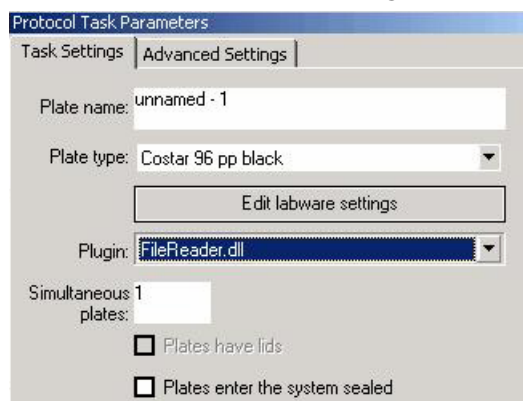 Protocol Task Parameters
Task Settings Advanced Settings
Plate name: unnamed - 1
Plate type: Costar 96 pp black
Edit labware settings
Plugin: FileReader.dll
Simultaneous 1
plates:
Plates have lids
Plates enter the system sealed